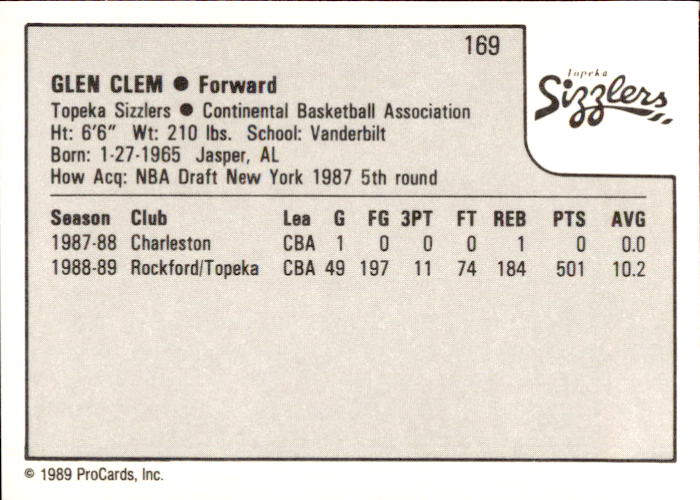 169
Topeka
Sizzlers
GLEN CLEM ● Forward
Topeka Sizzlers ● Continental Basketball Association
Ht: 6'6" Wt: 210 lbs. School: Vanderbilt
Born: 1-27-1965 Jasper, AL
How Acq: NBA Draft New York 1987 5th round
Season Club Lea G FG 3PT FT REB PTS AVG
1987-88 Charleston CBA 1 0 0 0 1 0 0.0
1988-89 Rockford/Topeka CBA 49 197 11 74 184 501 10.2
© 1989 ProCards, Inc.